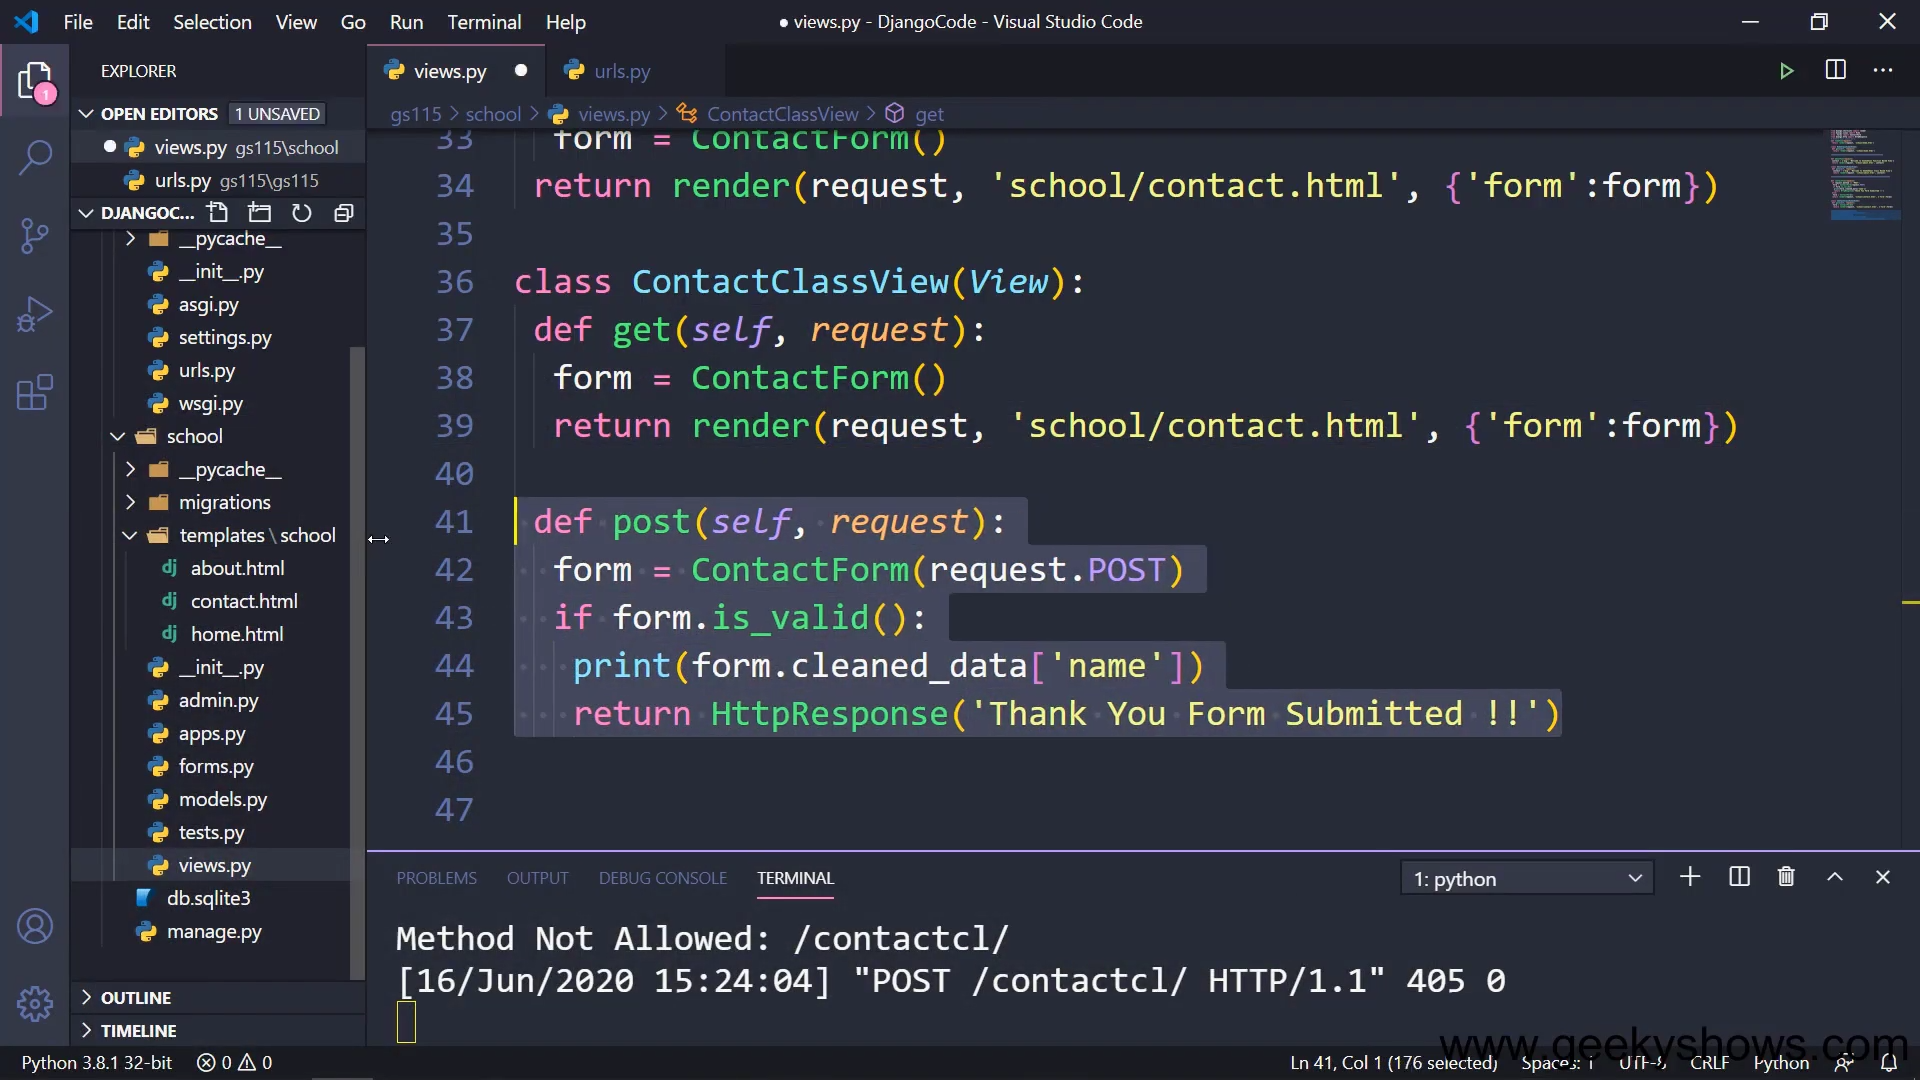 File Edit Selection View Go Run Terminal Help
● views.py - DjangoCode - Visual Studio Code
EXPLORER
1
OPEN EDITORS 1 UNSAVED
views.py gs115\school
urls.py gs115\gs115
DJANGOC...
__pycache__
__init__.py
asgi.py
settings.py
urls.py
wsgi.py
school
__pycache__
migrations
templates \ school
about.html
contact.html
home.html
__init__.py
admin.py
apps.py
forms.py
models.py
tests.py
views.py
db.sqlite3
manage.py
OUTLINE
TIMELINE
views.py ● urls.py
gs115 > school > views.py > ContactClassView > get
33 form = ContactForm()
34 return render(request, 'school/contact.html', {'form':form})
35
36 class ContactClassView(View):
37 def get(self, request):
38 form = ContactForm()
39 return render(request, 'school/contact.html', {'form':form})
40
41 def post(self, request):
42 form = ContactForm(request.POST)
43 if form.is_valid():
44 print(form.cleaned_data['name'])
45 return HttpResponse('Thank You Form Submitted !!')
46
47
PROBLEMS OUTPUT DEBUG CONSOLE TERMINAL
1: python
Method Not Allowed: /contactcl/
[16/Jun/2020 15:24:04] "POST /contactcl/ HTTP/1.1" 405 0
www.geekyshows.com
Python 3.8.1 32-bit 0 0
Ln 41, Col 1 (176 selected) Spaces: 1 UTF-8 CRLF Python